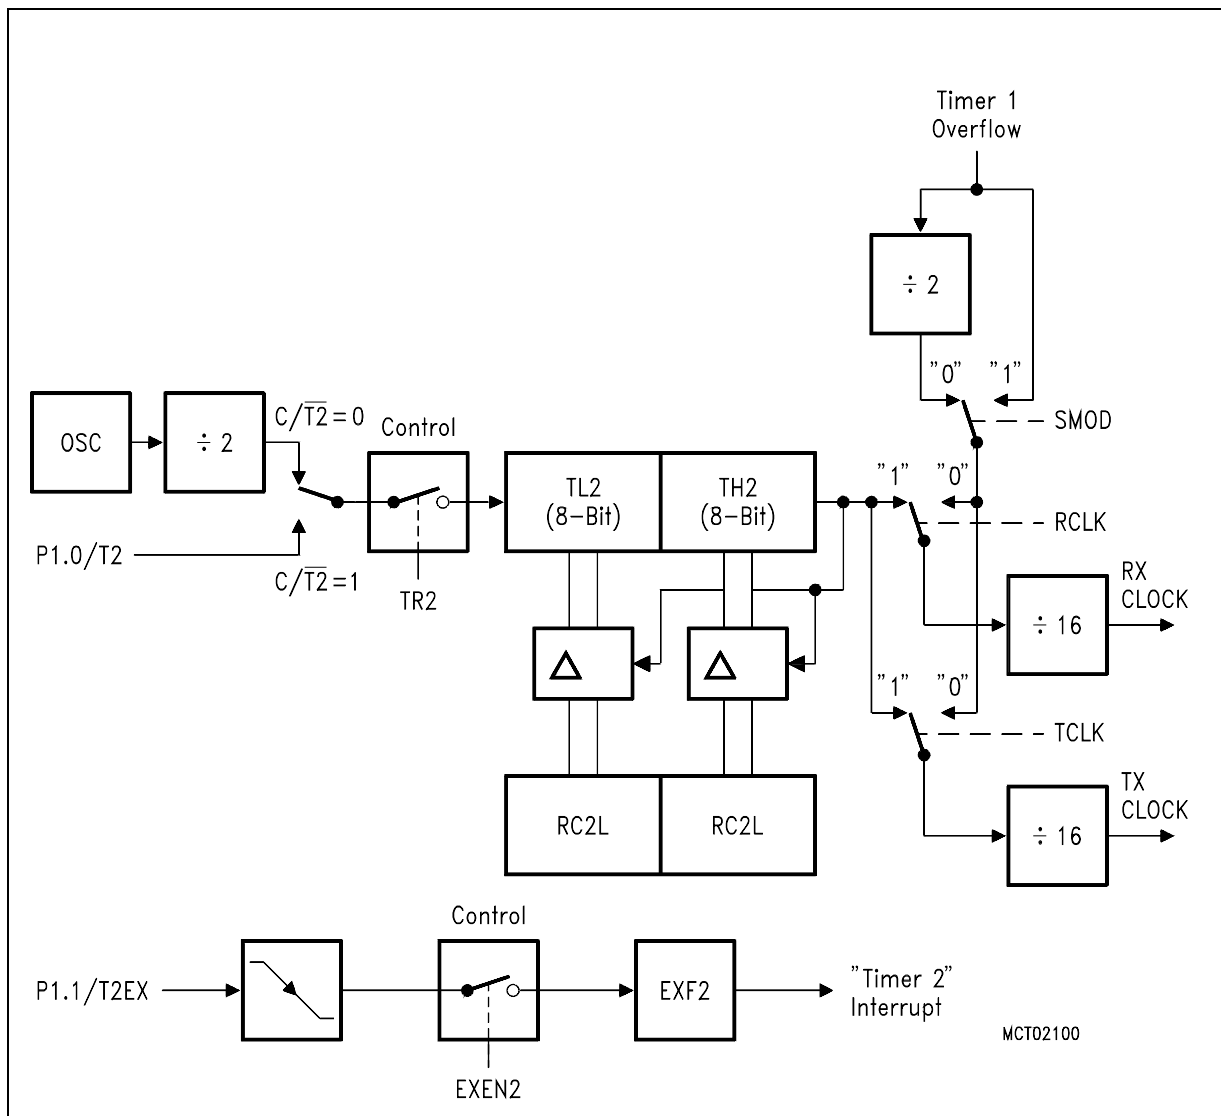 Timer 1
Overflow
÷ 2
"0" "1"
SMOD
OSC
÷ 2
C/T̅2̅=0
Control
TL2
(8-Bit)
TH2
(8-Bit)
"1" "0"
RCLK
P1.0/T2
C/T̅2̅=1
TR2
RX
CLOCK
÷ 16
"1" "0"
TCLK
TX
CLOCK
÷ 16
RC2L
RC2L
Control
P1.1/T2EX
EXF2
"Timer 2"
Interrupt
EXEN2
MCT02100